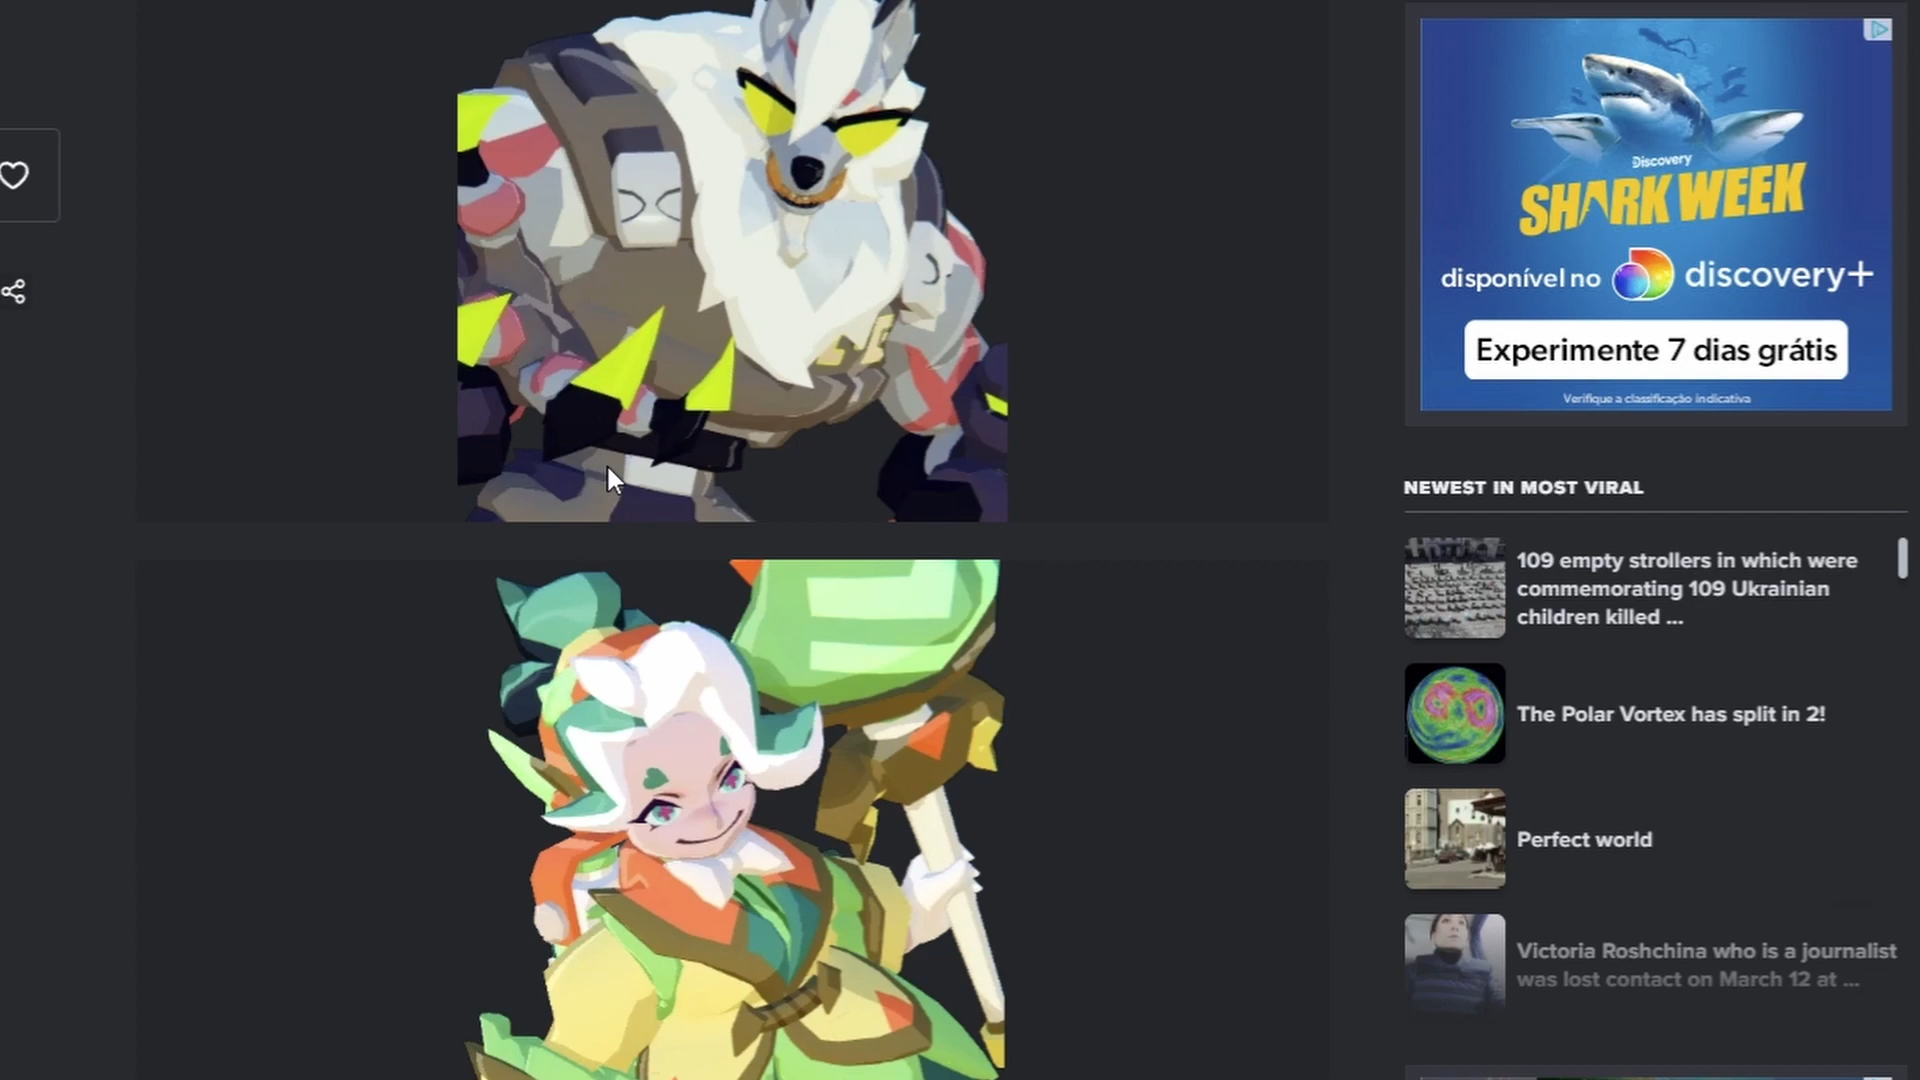 Discovery
SHARK WEEK
disponível no discovery+
Experimente 7 dias grátis
Verifique a classificação indicativa
NEWEST IN MOST VIRAL
109 empty strollers in which were
commemorating 109 Ukrainian
children killed ...
The Polar Vortex has split in 2!
Perfect world
Victoria Roshchina who is a journalist
was lost contact on March 12 at ...